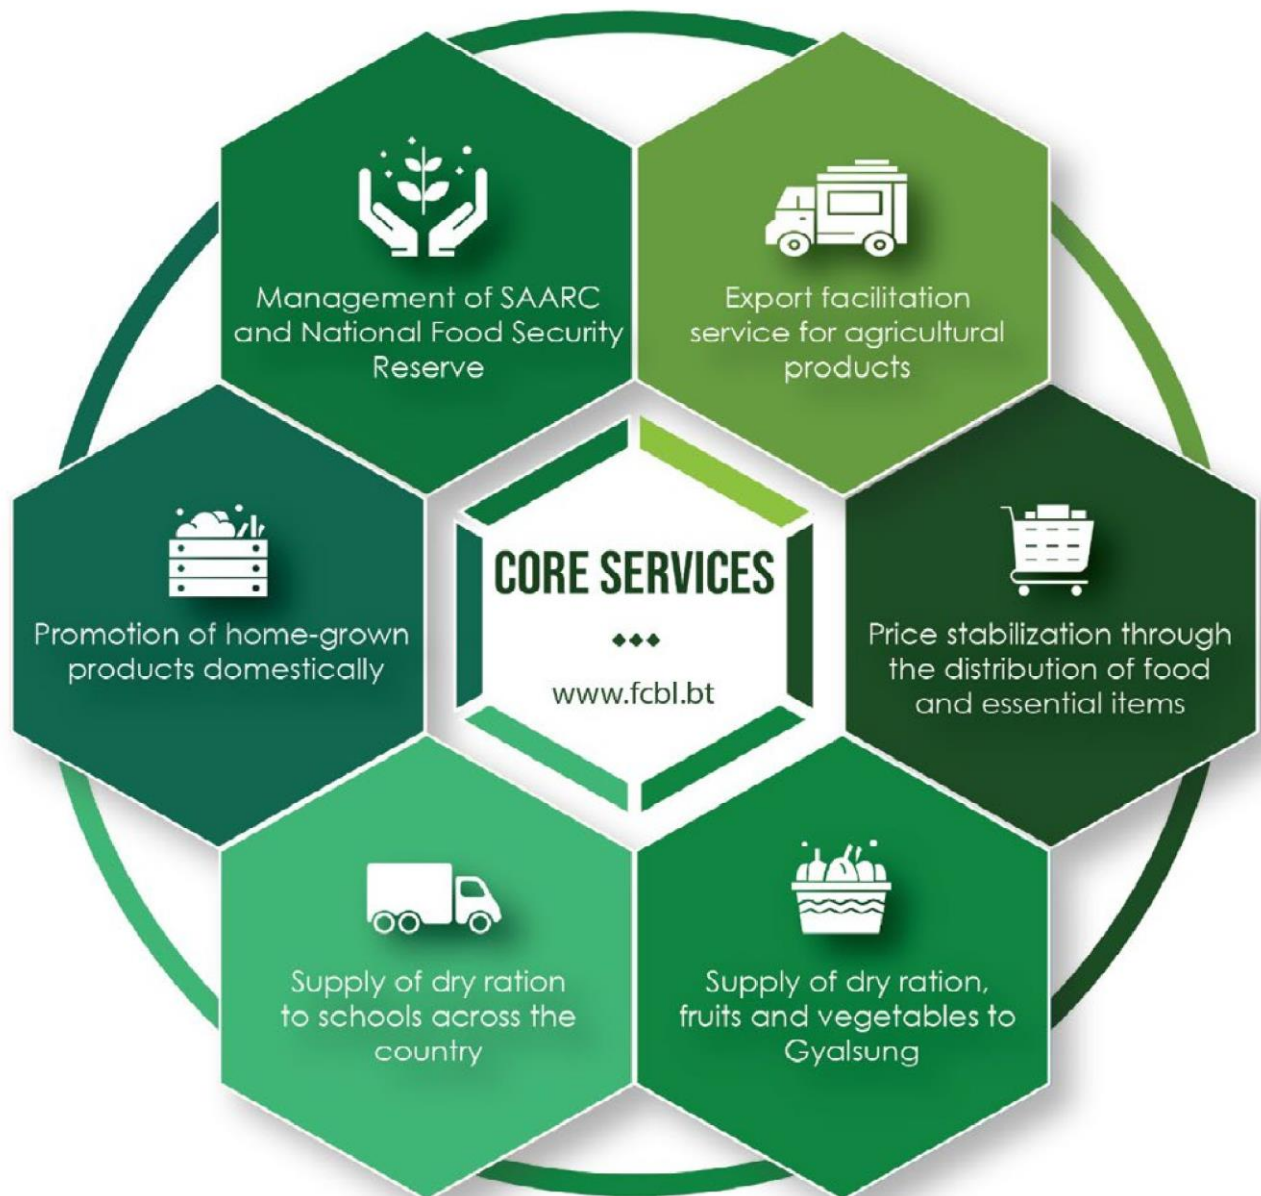 Management of SAARC
and National Food Security
Reserve
Export facilitation
service for agricultural
products
Promotion of home-grown
products domestically
CORE SERVICES
www.fcbl.bt
Price stabilization through
the distribution of food
and essential items
Supply of dry ration
to schools across the
country
Supply of dry ration,
fruits and vegetables to
Gyalsung